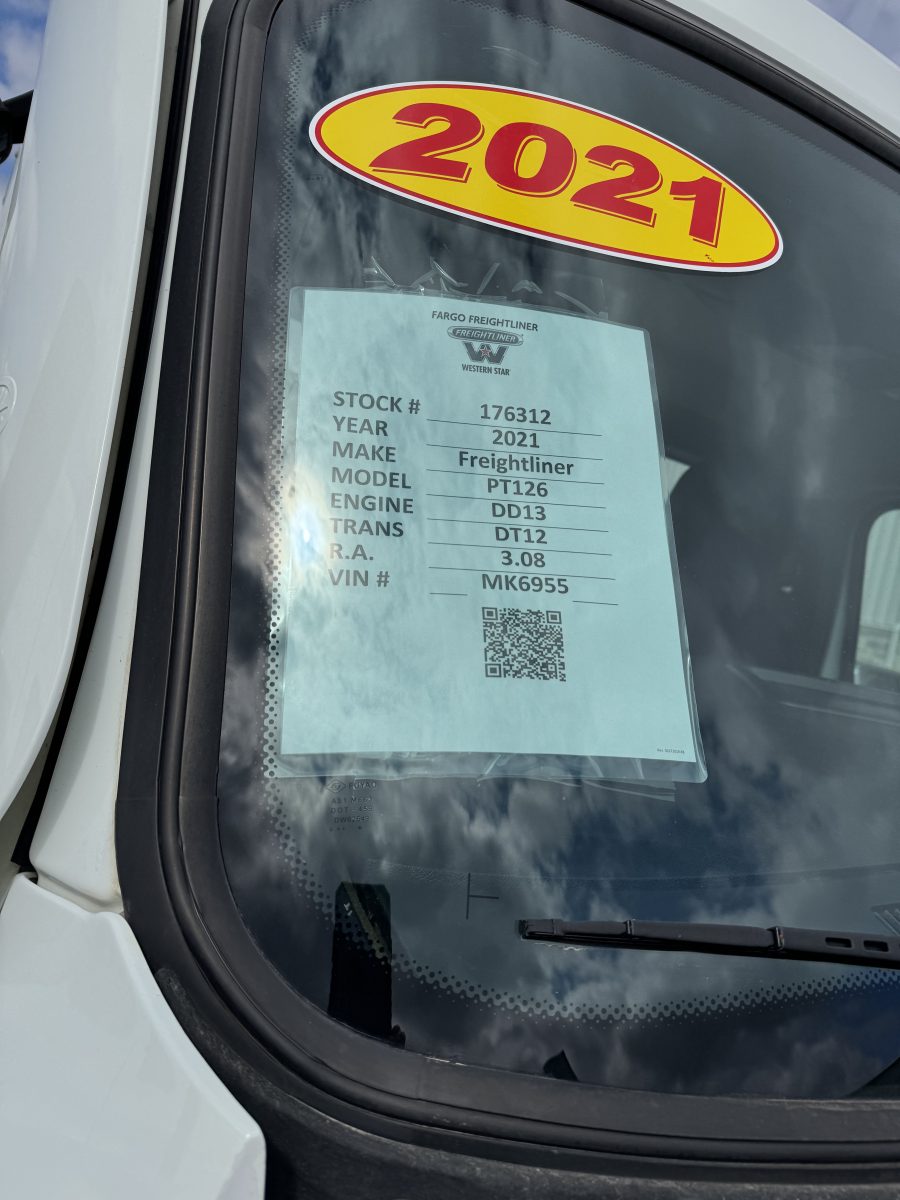 2021
FARGO FREIGHTLINER
FREIGHTLINER
WESTERN STAR
STOCK # 176312
YEAR 2021
MAKE Freightliner
MODEL PT126
ENGINE DD13
TRANS DT12
R.A. 3.08
VIN # MK6955
FUYAO